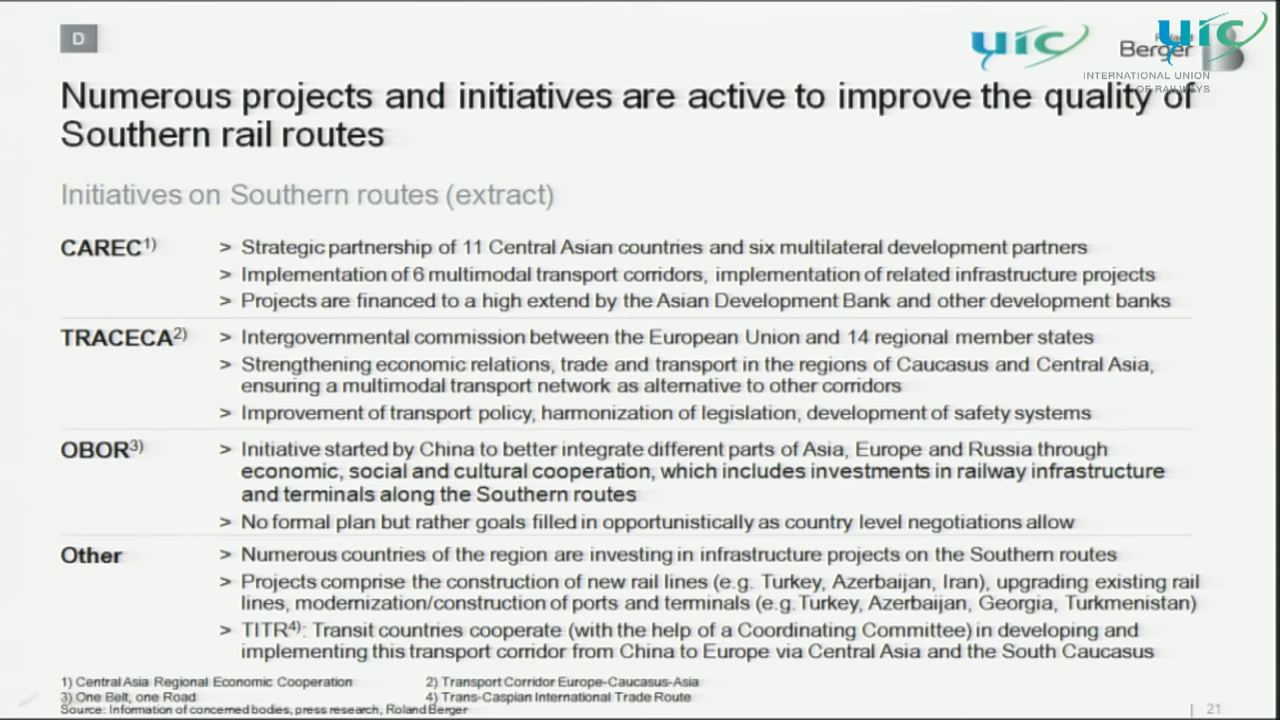 D
uic
Berger
uic
INTERNATIONAL UNION
OF RAILWAYS
Numerous projects and initiatives are active to improve the quality of
Southern rail routes
Initiatives on Southern routes (extract)
CAREC1) > Strategic partnership of 11 Central Asian countries and six multilateral development partners
> Implementation of 6 multimodal transport corridors, implementation of related infrastructure projects
> Projects are financed to a high extend by the Asian Development Bank and other development banks
TRACECA2) > Intergovernmental commission between the European Union and 14 regional member states
> Strengthening economic relations, trade and transport in the regions of Caucasus and Central Asia,
ensuring a multimodal transport network as alternative to other corridors
> Improvement of transport policy, harmonization of legislation, development of safety systems
OBOR3) > Initiative started by China to better integrate different parts of Asia, Europe and Russia through
economic, social and cultural cooperation, which includes investments in railway infrastructure
and terminals along the Southern routes
> No formal plan but rather goals filled in opportunistically as country level negotiations allow
Other > Numerous countries of the region are investing in infrastructure projects on the Southern routes
> Projects comprise the construction of new rail lines (e.g. Turkey, Azerbaijan, Iran), upgrading existing rail
lines, modernization/construction of ports and terminals (e.g. Turkey, Azerbaijan, Georgia, Turkmenistan)
> TITR4): Transit countries cooperate (with the help of a Coordinating Committee) in developing and
implementing this transport corridor from China to Europe via Central Asia and the South Caucasus
1) Central Asia Regional Economic Cooperation 2) Transport Corridor Europe-Caucasus-Asia
3) One Belt, one Road 4) Trans-Caspian International Trade Route
Source: Information of concerned bodies, press research, Roland Berger
| 21